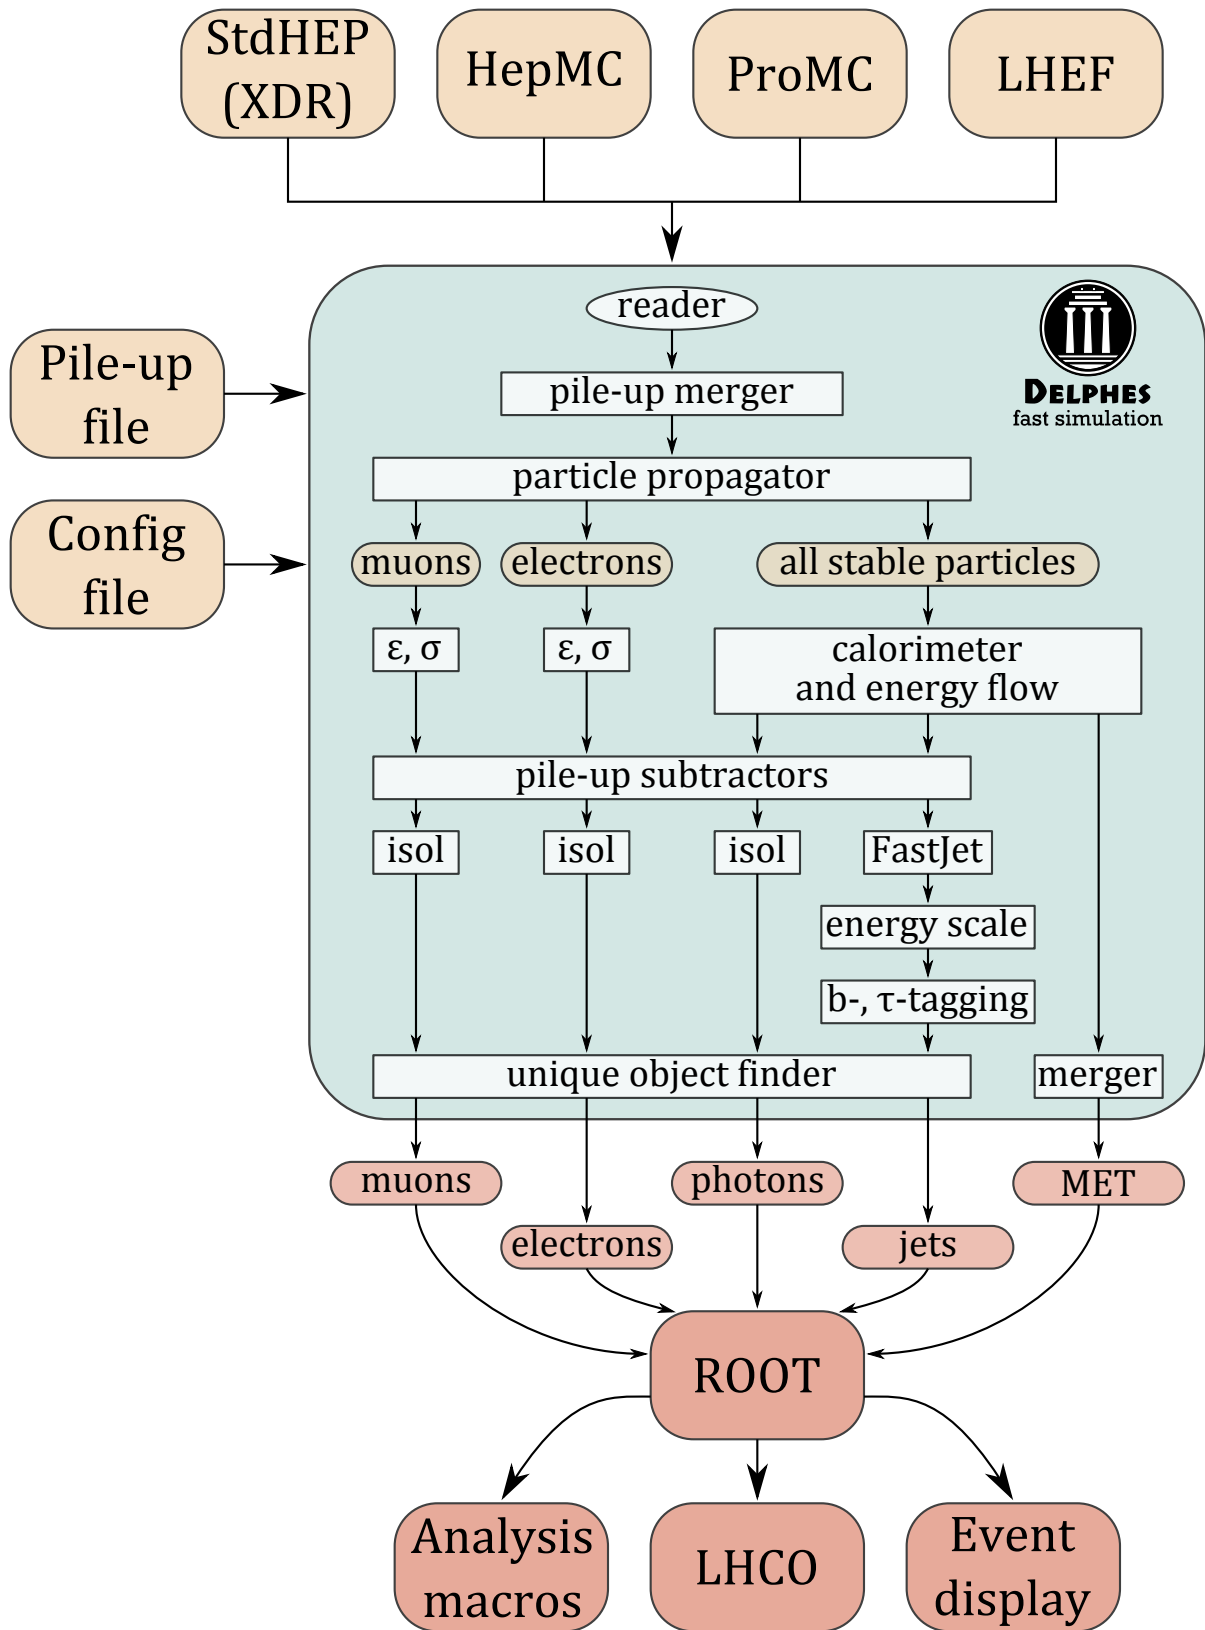 StdHEP
(XDR)
HepMC
ProMC
LHEF
reader
DELPHES
fast simulation
Pile-up
file
pile-up merger
particle propagator
Config
file
muons
electrons
all stable particles
ε, σ
ε, σ
calorimeter
and energy flow
pile-up subtractors
isol
isol
isol
FastJet
energy scale
b-, τ-tagging
unique object finder
merger
muons
photons
MET
electrons
jets
ROOT
Analysis
macros
LHCO
Event
display